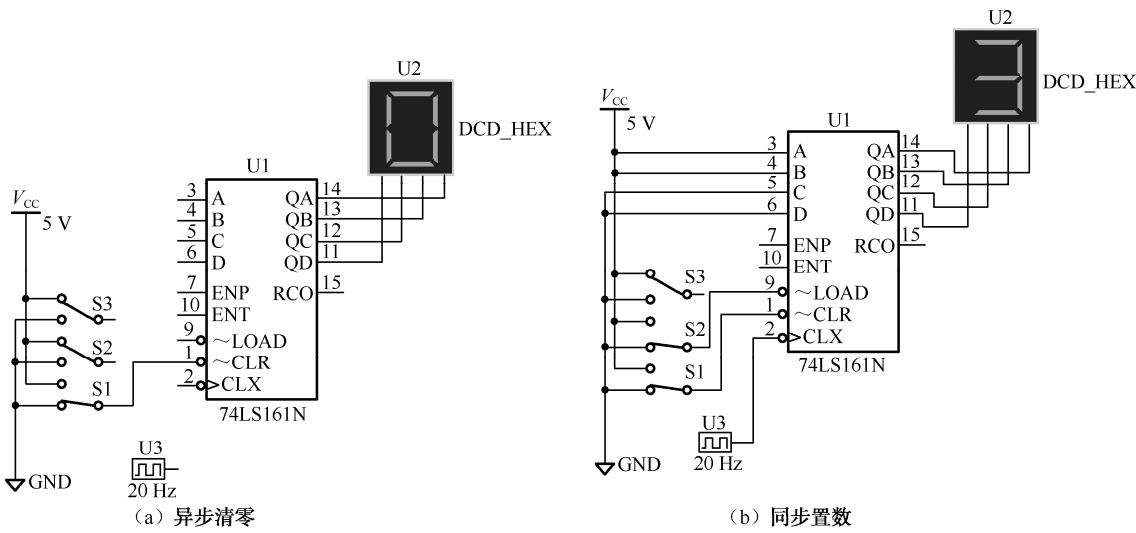 U2
DCD_HEX
U1
V_CC
5 V
3 A QA 14
4 B QB 13
5 C QC 12
6 D QD 11
7 ENP RCO 15
10 ENT
9 ~LOAD
1 ~CLR
2 CLX
74LS161N
S3
S2
S1
U3
20 Hz
GND
（a）异步清零
U2
DCD_HEX
U1
V_CC
5 V
3 A QA 14
4 B QB 13
5 C QC 12
6 D QD 11
7 ENP RCO 15
10 ENT
9 ~LOAD
1 ~CLR
2 CLX
74LS161N
S3
S2
S1
U3
20 Hz
GND
（b）同步置数
0
3